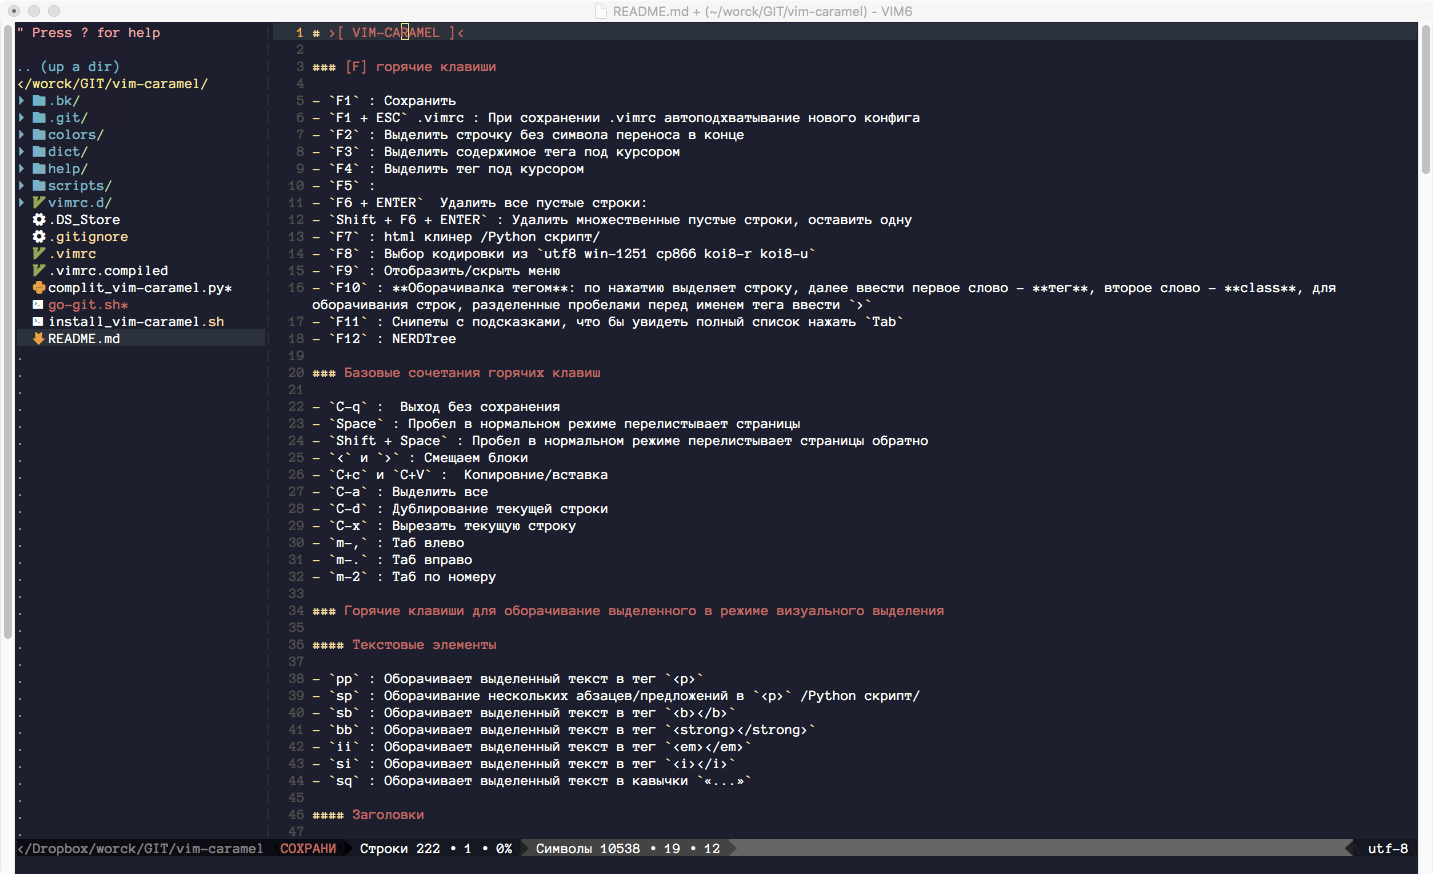 README.md + (~/worck/GIT/vim-caramel) - VIM6
" Press ? for help
.. (up a dir)
</worck/GIT/vim-caramel/
.bk/
.git/
colors/
dict/
help/
scripts/
vimrc.d/
.DS_Store
.gitignore
.vimrc
.vimrc.compiled
complit_vim-caramel.py*
go-git.sh*
install_vim-caramel.sh
README.md
1 # >[ VIM-CARAMEL ]<
2
3 ### [F] горячие клавиши
4
5 - `F1` : Сохранить
6 - `F1 + ESC` .vimrc : При сохранении .vimrc автоподхватывание нового конфига
7 - `F2` : Выделить строчку без символа переноса в конце
8 - `F3` : Выделить содержимое тега под курсором
9 - `F4` : Выделить тег под курсором
10 - `F5` :
11 - `F6 + ENTER`  Удалить все пустые строки:
12 - `Shift + F6 + ENTER` : Удалить множественные пустые строки, оставить одну
13 - `F7` : html клинер /Python скрипт/
14 - `F8` : Выбор кодировки из `utf8 win-1251 cp866 koi8-r koi8-u`
15 - `F9` : Отобразить/скрыть меню
16 - `F10` : **Оборачивалка тегом**: по нажатию выделяет строку, далее ввести первое слово - **тег**, второе слово - **class**, для
оборачивания строк, разделенные пробелами перед именем тега ввести `>`
17 - `F11` : Снипеты с подсказками, что бы увидеть полный список нажать `Tab`
18 - `F12` : NERDTree
19
20 ### Базовые сочетания горячих клавиш
21
22 - `C-q` :  Выход без сохранения
23 - `Space` : Пробел в нормальном режиме перелистывает страницы
24 - `Shift + Space` : Пробел в нормальном режиме перелистывает страницы обратно
25 - `<` и `>` : Смещаем блоки
26 - `C+c` и `C+V` :  Копировние/вставка
27 - `C-a` : Выделить все
28 - `C-d` : Дублирование текущей строки
29 - `C-x` : Вырезать текущую строку
30 - `m-,` : Таб влево
31 - `m-.` : Таб вправо
32 - `m-2` : Таб по номеру
33
34 ### Горячие клавиши для оборачивание выделенного в режиме визуального выделения
35
36 #### Текстовые элементы
37
38 - `pp` : Оборачивает выделенный текст в тег `<p>`
39 - `sp` : Оборачивание нескольких абзацев/предложений в `<p>` /Python скрипт/
40 - `sb` : Оборачивает выделенный текст в тег `<b></b>`
41 - `bb` : Оборачивает выделенный текст в тег `<strong></strong>`
42 - `ii` : Оборачивает выделенный текст в тег `<em></em>`
43 - `si` : Оборачивает выделенный текст в тег `<i></i>`
44 - `sq` : Оборачивает выделенный текст в кавычки `«...»`
45
46 #### Заголовки
47
</Dropbox/worck/GIT/vim-caramel СОХРАНИ Строки 222 • 1 • 0% Символы 10538 • 19 • 12 utf-8